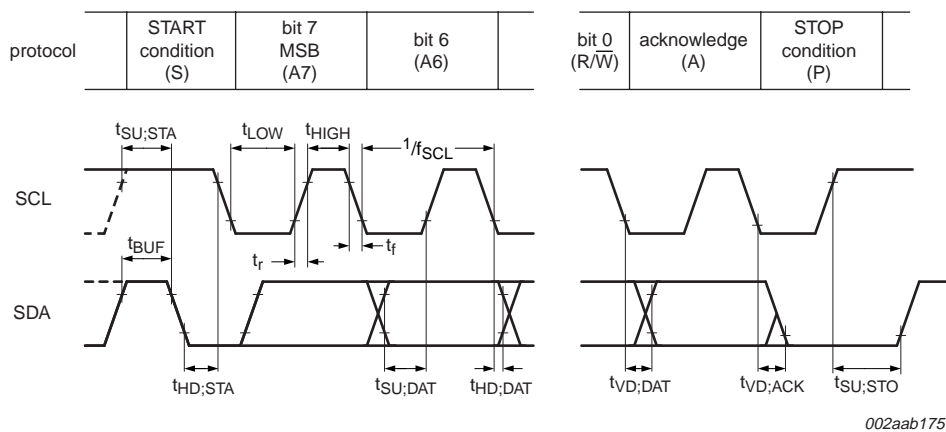 protocol
START
condition
(S)
bit 7
MSB
(A7)
bit 6
(A6)
bit 0
(R/W̅)
acknowledge
(A)
STOP
condition
(P)
tSU;STA
tLOW
tHIGH
1/fSCL
SCL
tBUF
tr
tf
SDA
tHD;STA
tSU;DAT
tHD;DAT
tVD;DAT
tVD;ACK
tSU;STO
002aab175